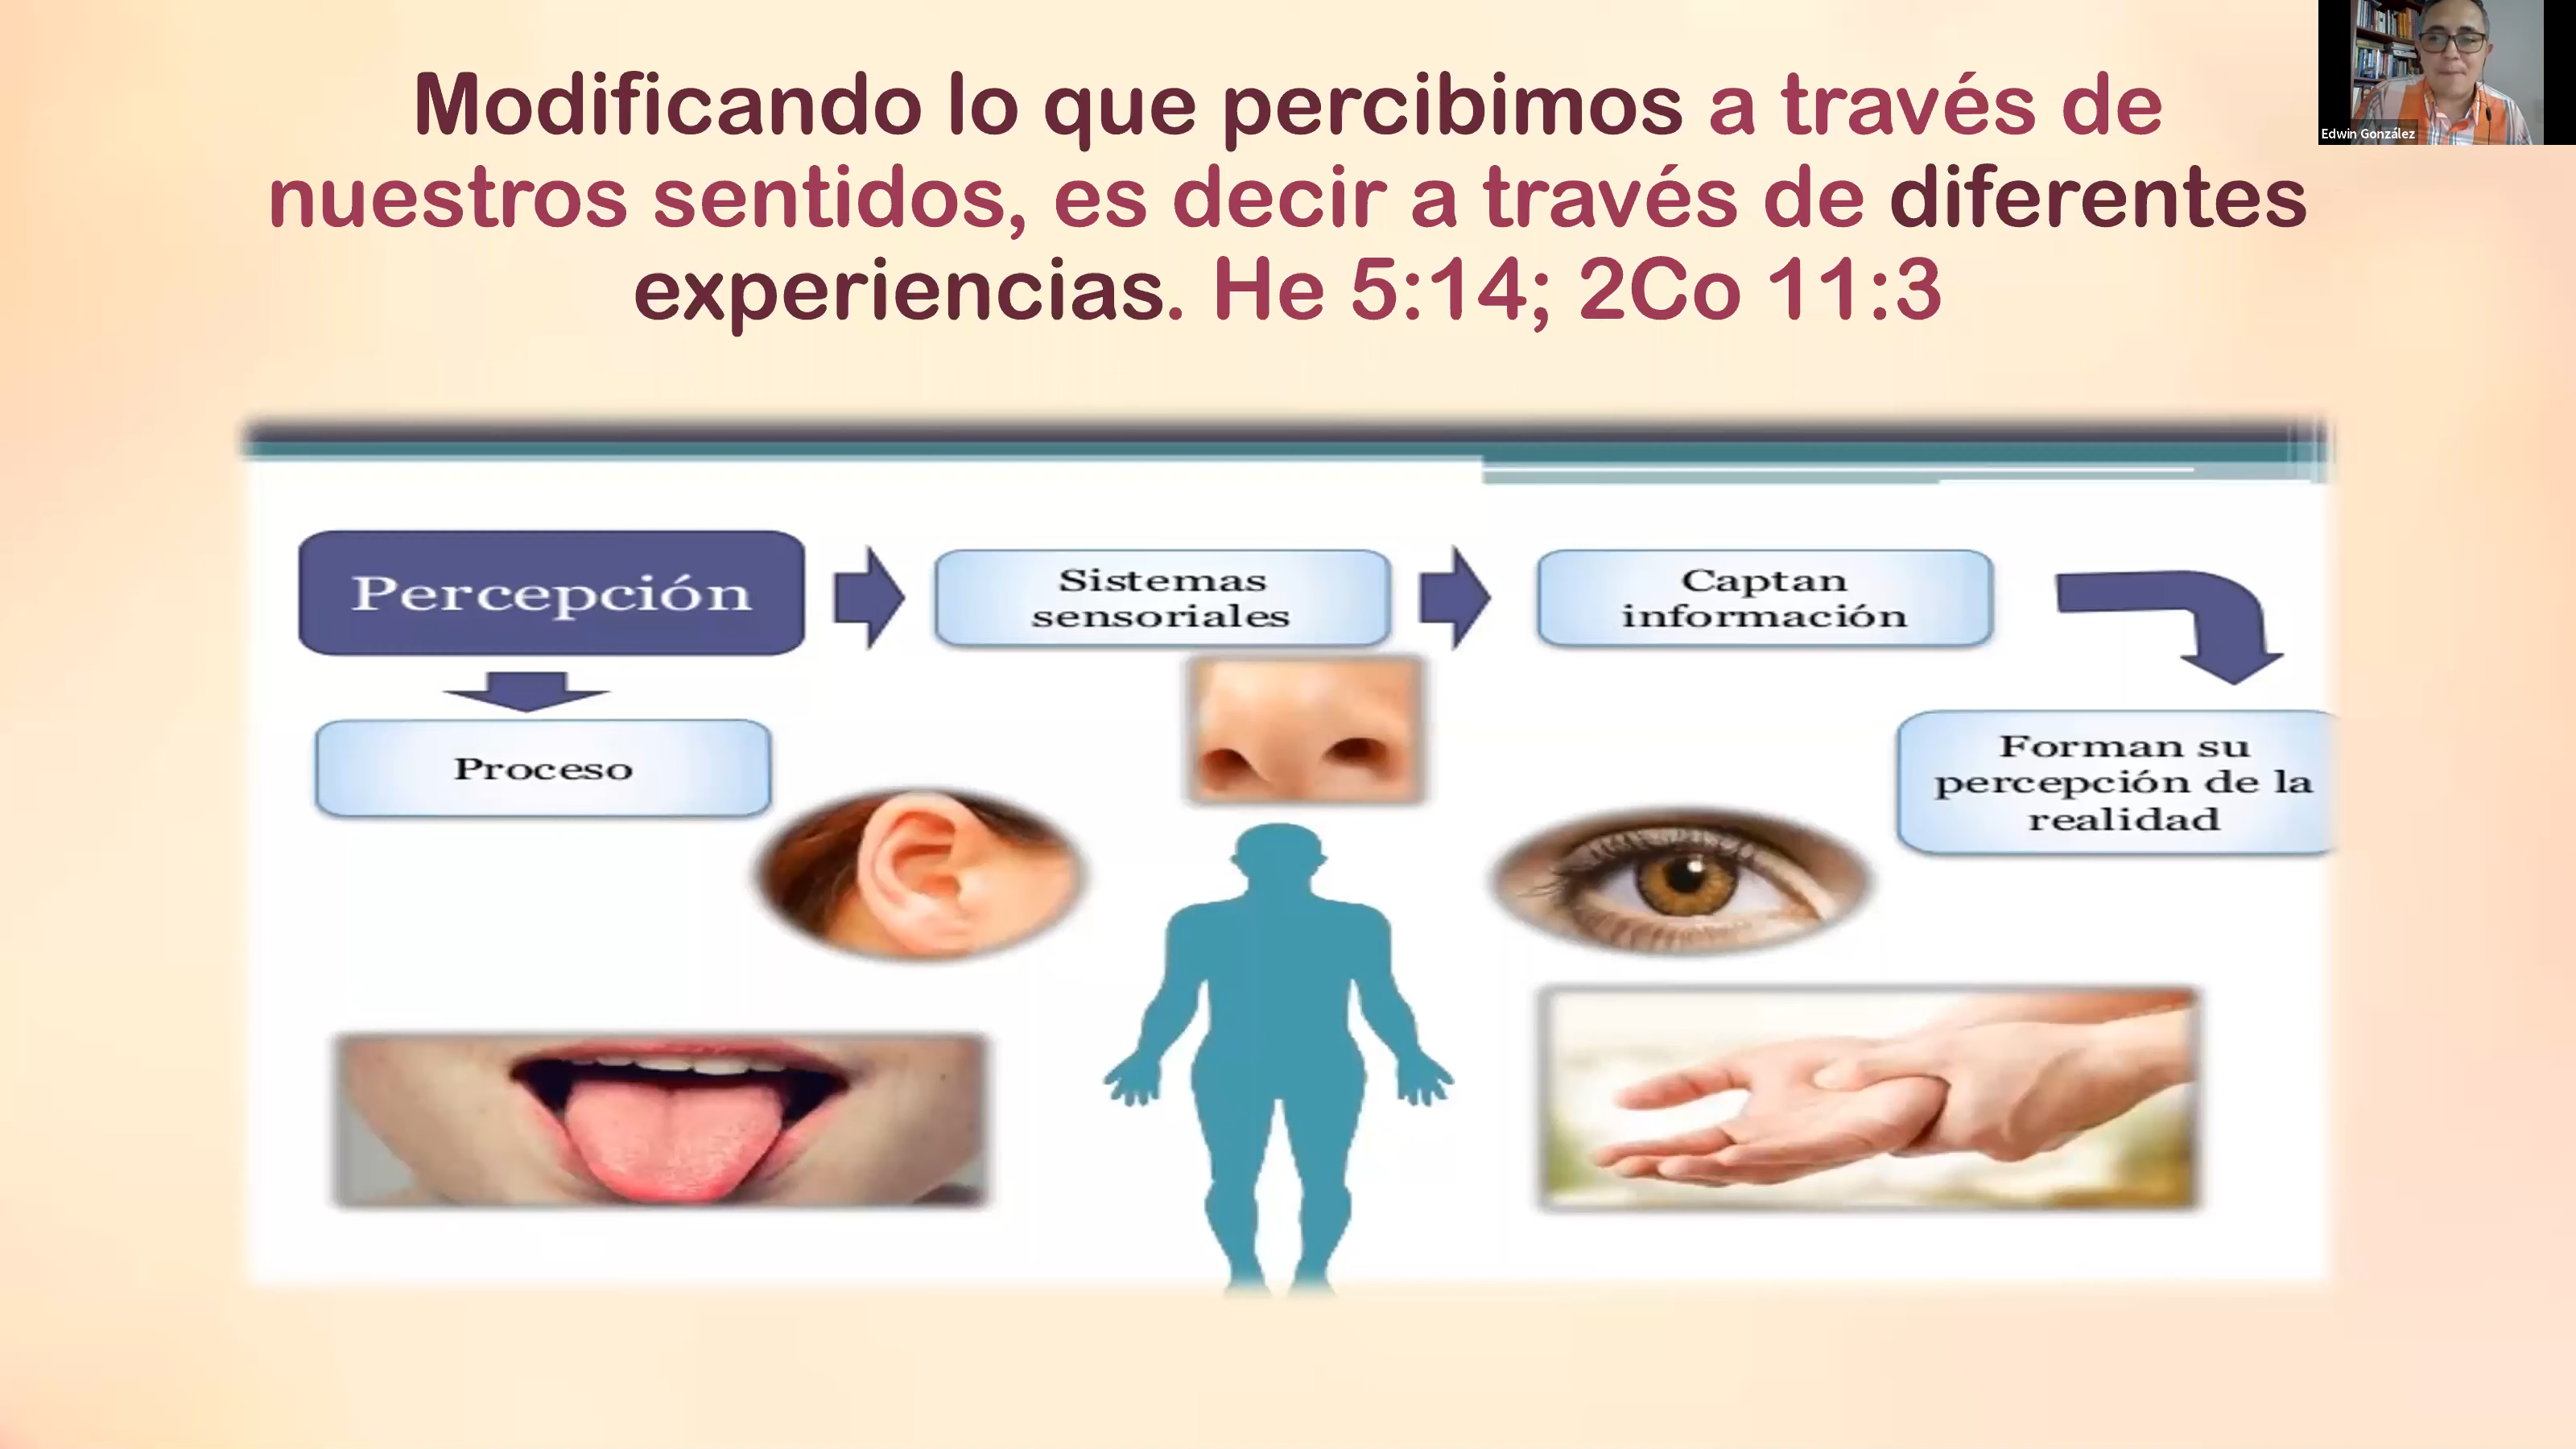 Modificando lo que percibimos a través de
nuestros sentidos, es decir a través de diferentes
experiencias. He 5:14; 2Co 11:3
Edwin González
Percepción
Sistemas
sensoriales
Captan
información
Proceso
Forman su
percepción de la
realidad